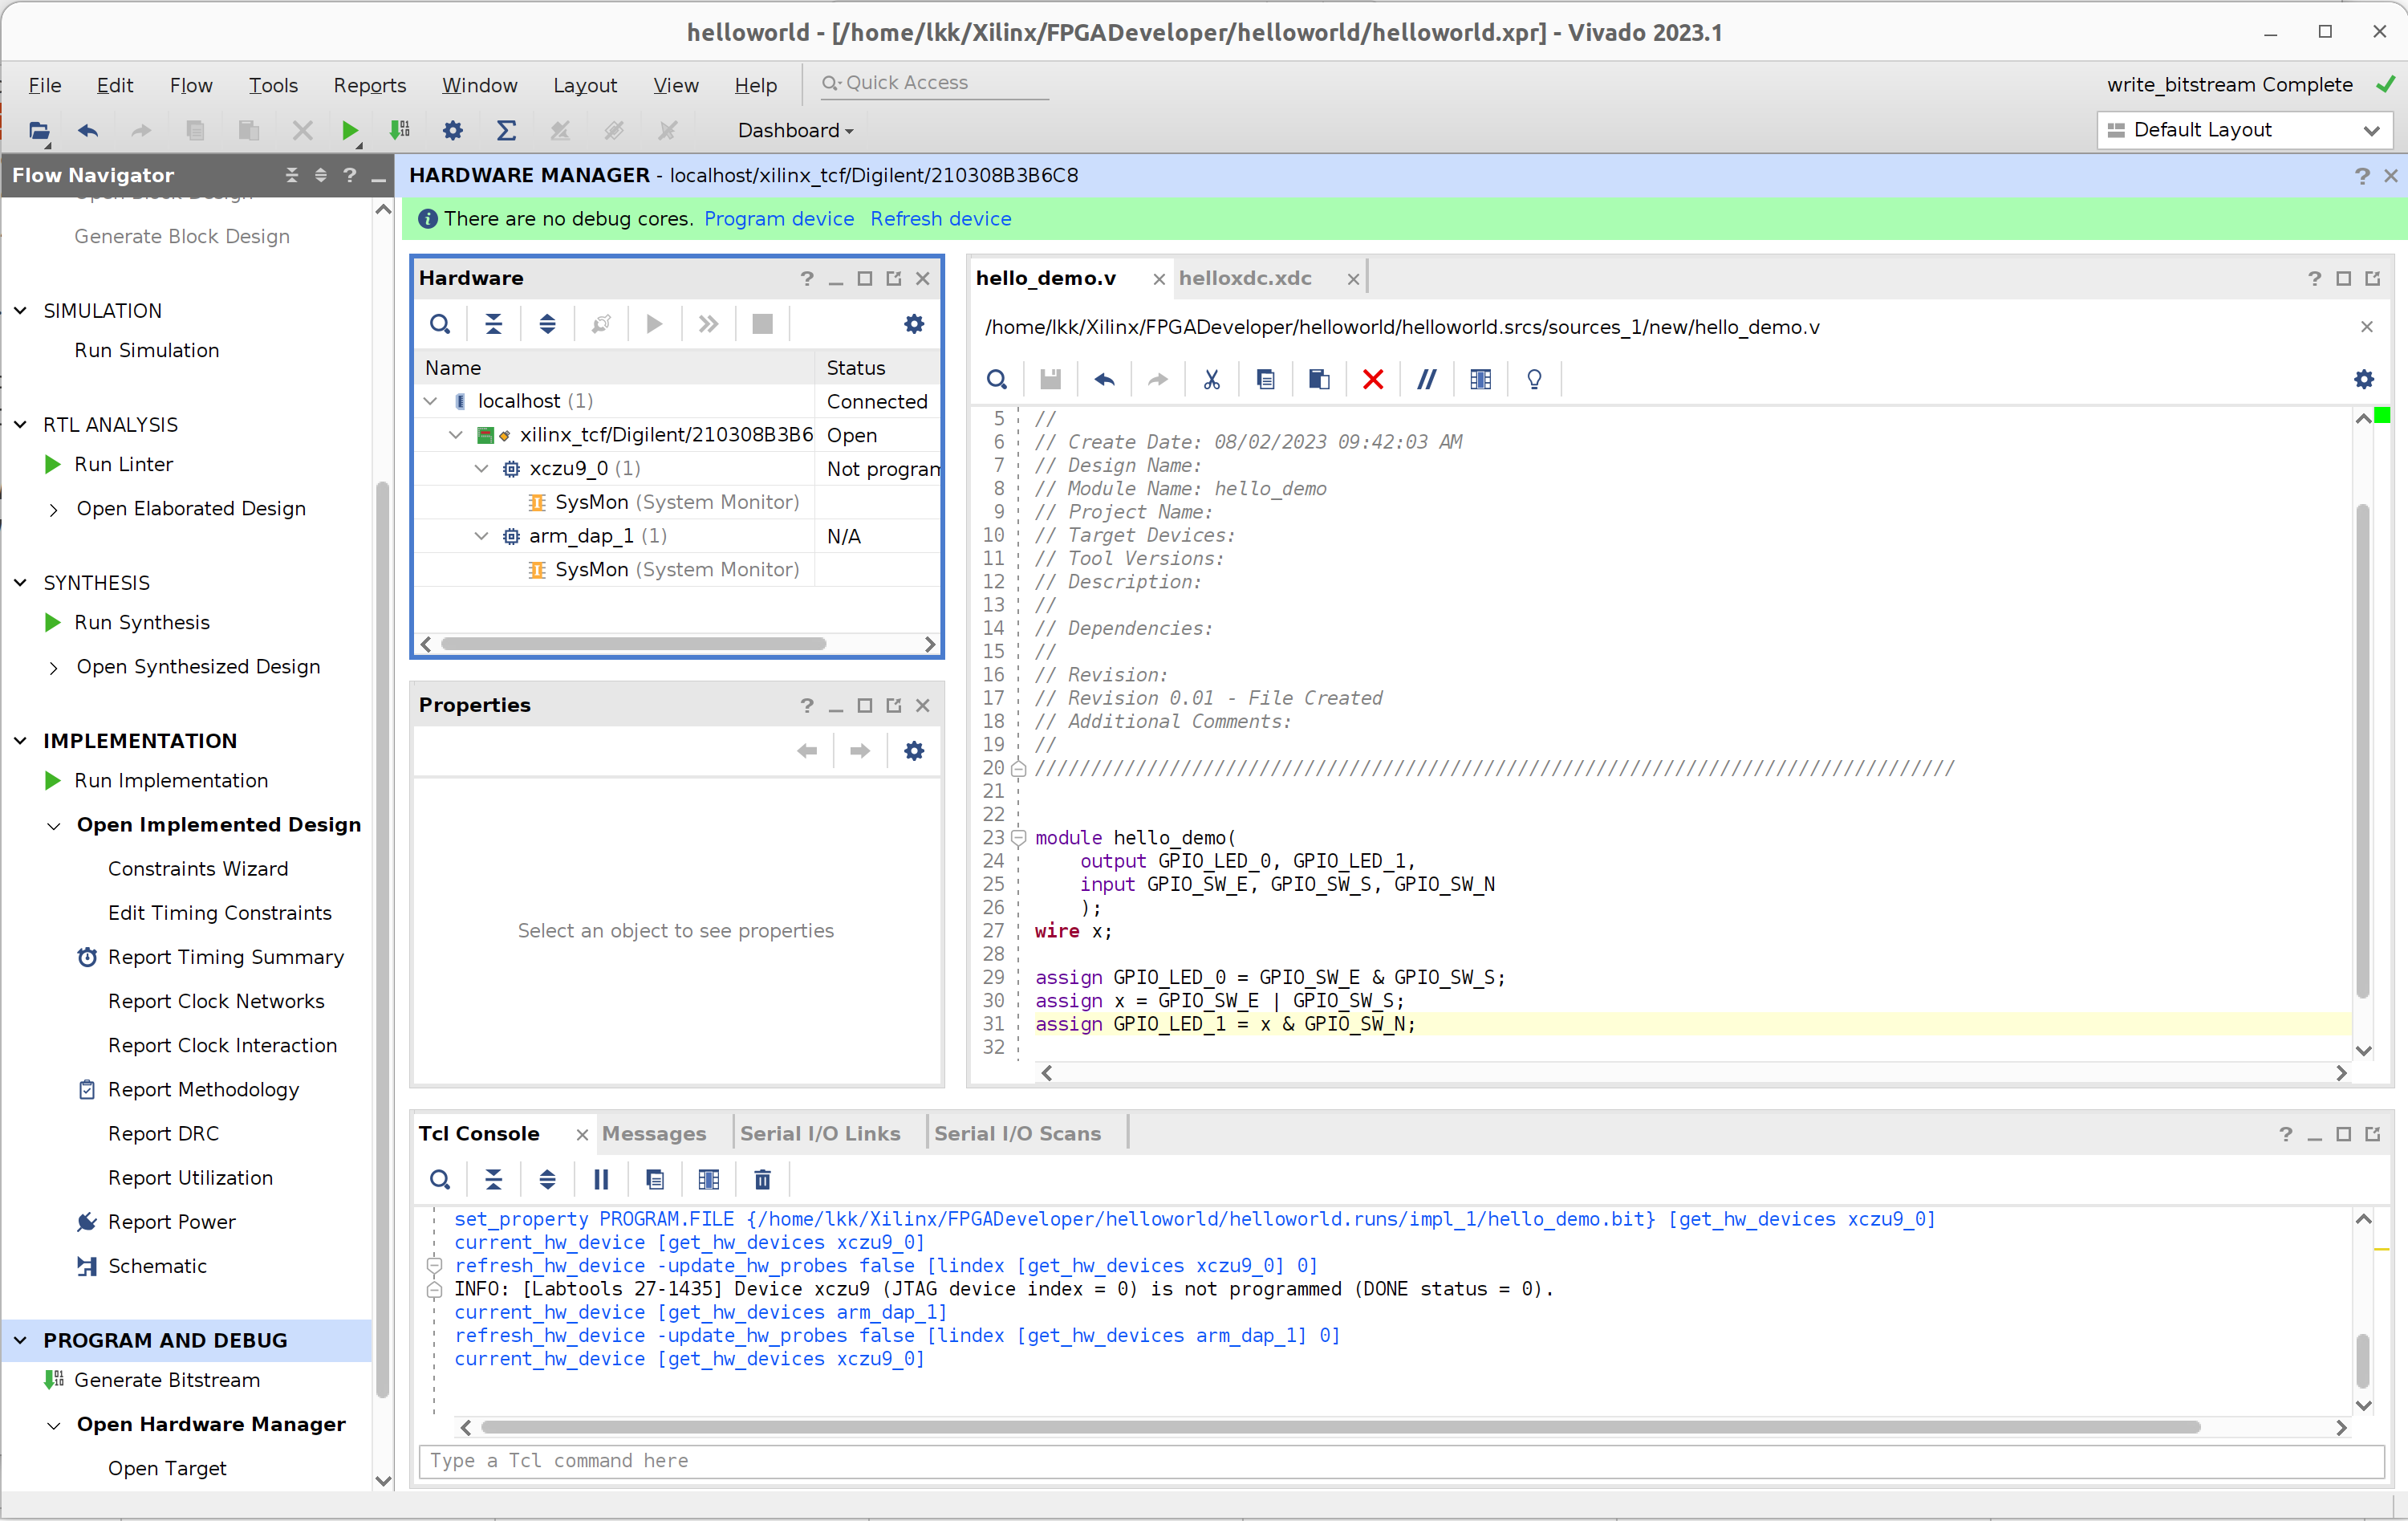 helloworld - [/home/lkk/Xilinx/FPGADeveloper/helloworld/helloworld.xpr] - Vivado 2023.1
File Edit Flow Tools Reports Window Layout View Help Quick Access
write_bitstream Complete
Dashboard
Default Layout
Flow Navigator
Open Block Design
Generate Block Design
SIMULATION
Run Simulation
RTL ANALYSIS
Run Linter
Open Elaborated Design
SYNTHESIS
Run Synthesis
Open Synthesized Design
IMPLEMENTATION
Run Implementation
Open Implemented Design
Constraints Wizard
Edit Timing Constraints
Report Timing Summary
Report Clock Networks
Report Clock Interaction
Report Methodology
Report DRC
Report Utilization
Report Power
Schematic
PROGRAM AND DEBUG
Generate Bitstream
Open Hardware Manager
Open Target
HARDWARE MANAGER - localhost/xilinx_tcf/Digilent/210308B3B6C8
There are no debug cores. Program device Refresh device
Hardware
Name Status
localhost (1) Connected
xilinx_tcf/Digilent/210308B3B6 Open
xczu9_0 (1) Not program
SysMon (System Monitor)
arm_dap_1 (1) N/A
SysMon (System Monitor)
Properties
Select an object to see properties
hello_demo.v helloxdc.xdc
/home/lkk/Xilinx/FPGADeveloper/helloworld/helloworld.srcs/sources_1/new/hello_demo.v
5 //
6 // Create Date: 08/02/2023 09:42:03 AM
7 // Design Name:
8 // Module Name: hello_demo
9 // Project Name:
10 // Target Devices:
11 // Tool Versions:
12 // Description:
13 //
14 // Dependencies:
15 //
16 // Revision:
17 // Revision 0.01 - File Created
18 // Additional Comments:
19 //
20 //////////////////////////////////////////////////////////////////////////////////
21
22
23 module hello_demo(
24 output GPIO_LED_0, GPIO_LED_1,
25 input GPIO_SW_E, GPIO_SW_S, GPIO_SW_N
26 );
27 wire x;
28
29 assign GPIO_LED_0 = GPIO_SW_E & GPIO_SW_S;
30 assign x = GPIO_SW_E | GPIO_SW_S;
31 assign GPIO_LED_1 = x & GPIO_SW_N;
32
Tcl Console Messages Serial I/O Links Serial I/O Scans
set_property PROGRAM.FILE {/home/lkk/Xilinx/FPGADeveloper/helloworld/helloworld.runs/impl_1/hello_demo.bit} [get_hw_devices xczu9_0]
current_hw_device [get_hw_devices xczu9_0]
refresh_hw_device -update_hw_probes false [lindex [get_hw_devices xczu9_0] 0]
INFO: [Labtools 27-1435] Device xczu9 (JTAG device index = 0) is not programmed (DONE status = 0).
current_hw_device [get_hw_devices arm_dap_1]
refresh_hw_device -update_hw_probes false [lindex [get_hw_devices arm_dap_1] 0]
current_hw_device [get_hw_devices xczu9_0]
Type a Tcl command here